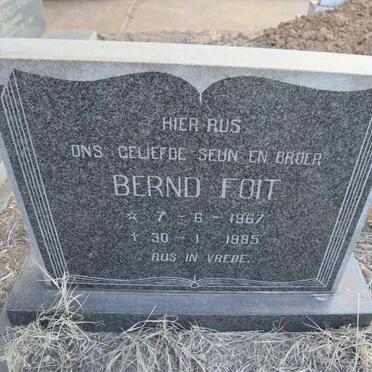 HIER RUS
ONS GELIEFDE SEUN EN BROER
BERND FOIT
☆ 7 - 6 - 1967
† 30 - 1 - 1985
RUS IN VREDE.